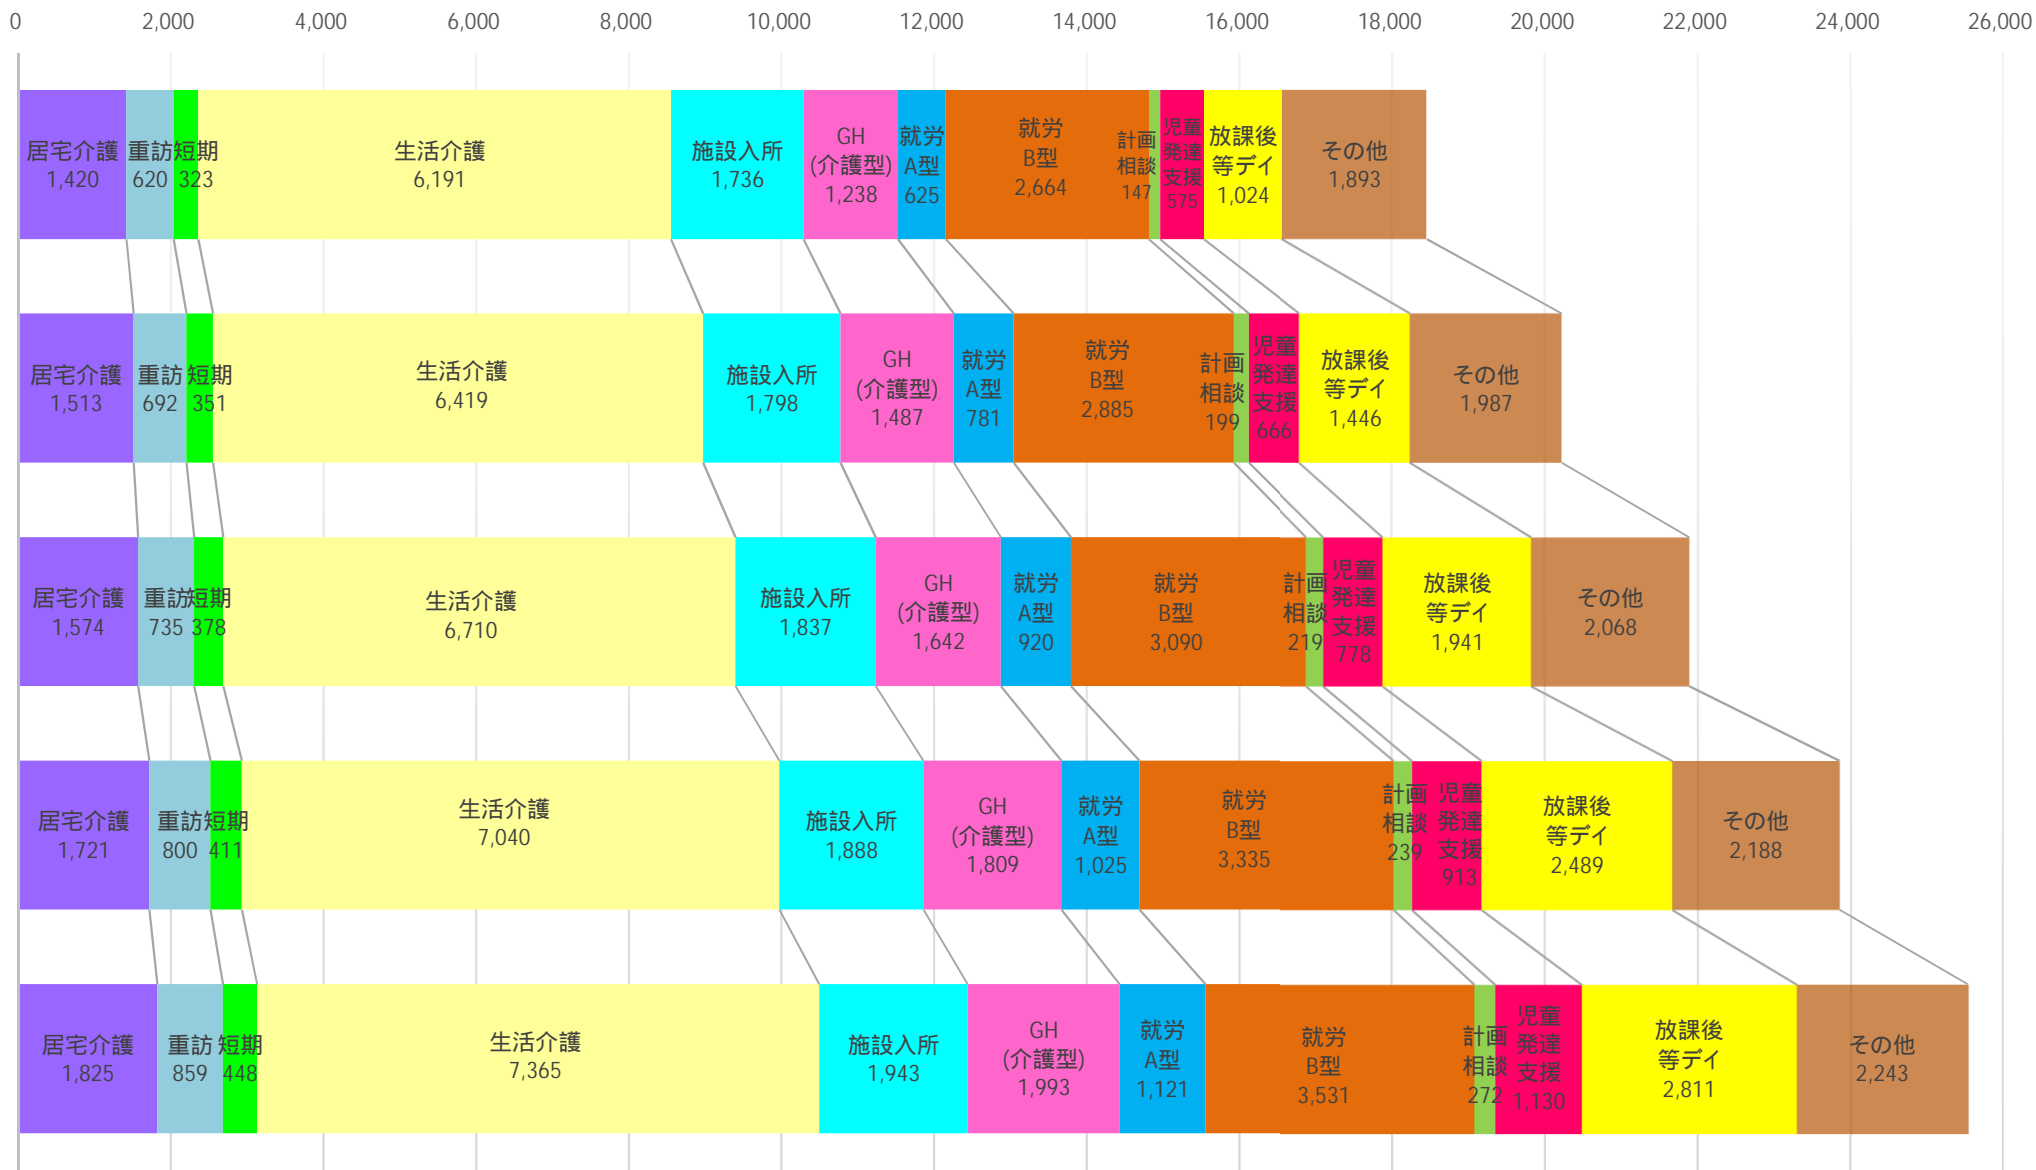 0 2,000 4,000 6,000 8,000 10,000 12,000 14,000 16,000 18,000 20,000 22,000 24,000 26,000
居宅介護
1,420
重訪
620
短期
323
生活介護
6,191
施設入所
1,736
GH
(介護型)
1,238
就労
A型
625
就労
B型
2,664
計画
相談
147
児童
発達
支援
575
放課後
等デイ
1,024
その他
1,893
居宅介護
1,513
重訪
692
短期
351
生活介護
6,419
施設入所
1,798
GH
(介護型)
1,487
就労
A型
781
就労
B型
2,885
計画
相談
199
児童
発達
支援
666
放課後
等デイ
1,446
その他
1,987
居宅介護
1,574
重訪
735
短期
378
生活介護
6,710
施設入所
1,837
GH
(介護型)
1,642
就労
A型
920
就労
B型
3,090
計画
相談
219
児童
発達
支援
778
放課後
等デイ
1,941
その他
2,068
居宅介護
1,721
重訪
800
短期
411
生活介護
7,040
施設入所
1,888
GH
(介護型)
1,809
就労
A型
1,025
就労
B型
3,335
計画
相談
239
児童
発達
支援
913
放課後
等デイ
2,489
その他
2,188
居宅介護
1,825
重訪
859
短期
448
生活介護
7,365
施設入所
1,943
GH
(介護型)
1,993
就労
A型
1,121
就労
B型
3,531
計画
相談
272
児童
発達
支援
1,130
放課後
等デイ
2,811
その他
2,243